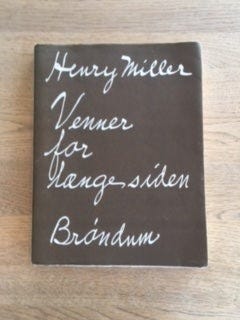 Henry Miller
Venner
for
længe siden
Bröndum